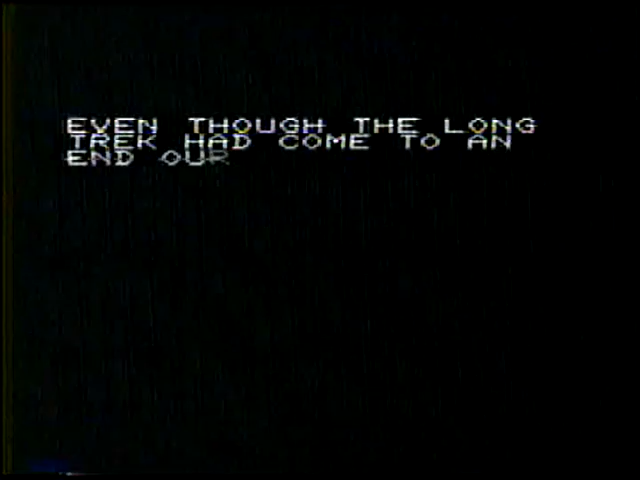 EVEN THOUGH THE LONG
TREK HAD COME TO AN
END OUR